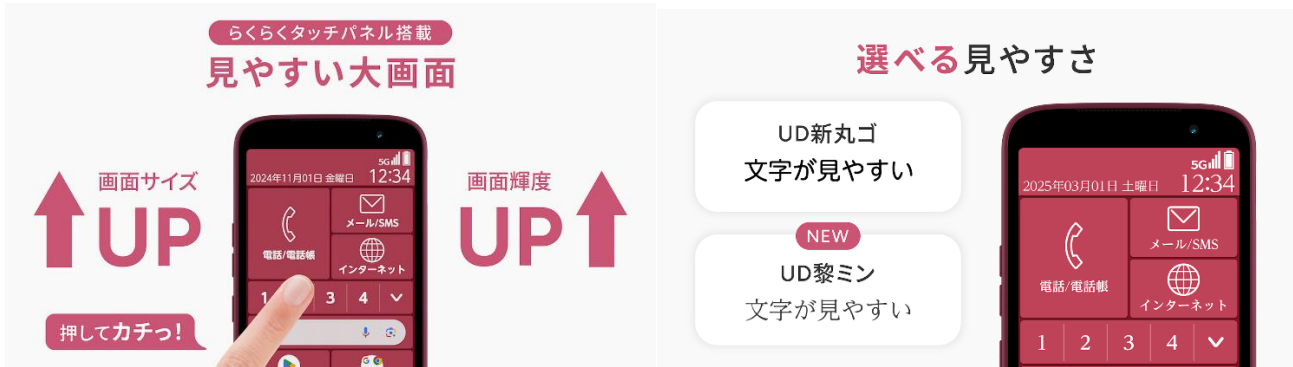 らくらくタッチパネル搭載
見やすい大画面
画面サイズ
UP
画面輝度
UP
押してカチっ!
5G
2024年11月01日 金曜日 12:34
電話/電話帳
メール/SMS
インターネット
1 3 4
選べる見やすさ
UD新丸ゴ
文字が見やすい
NEW
UD黎ミン
文字が見やすい
5G
2025年03月01日 土曜日 12:34
電話/電話帳
メール/SMS
インターネット
1 2 3 4